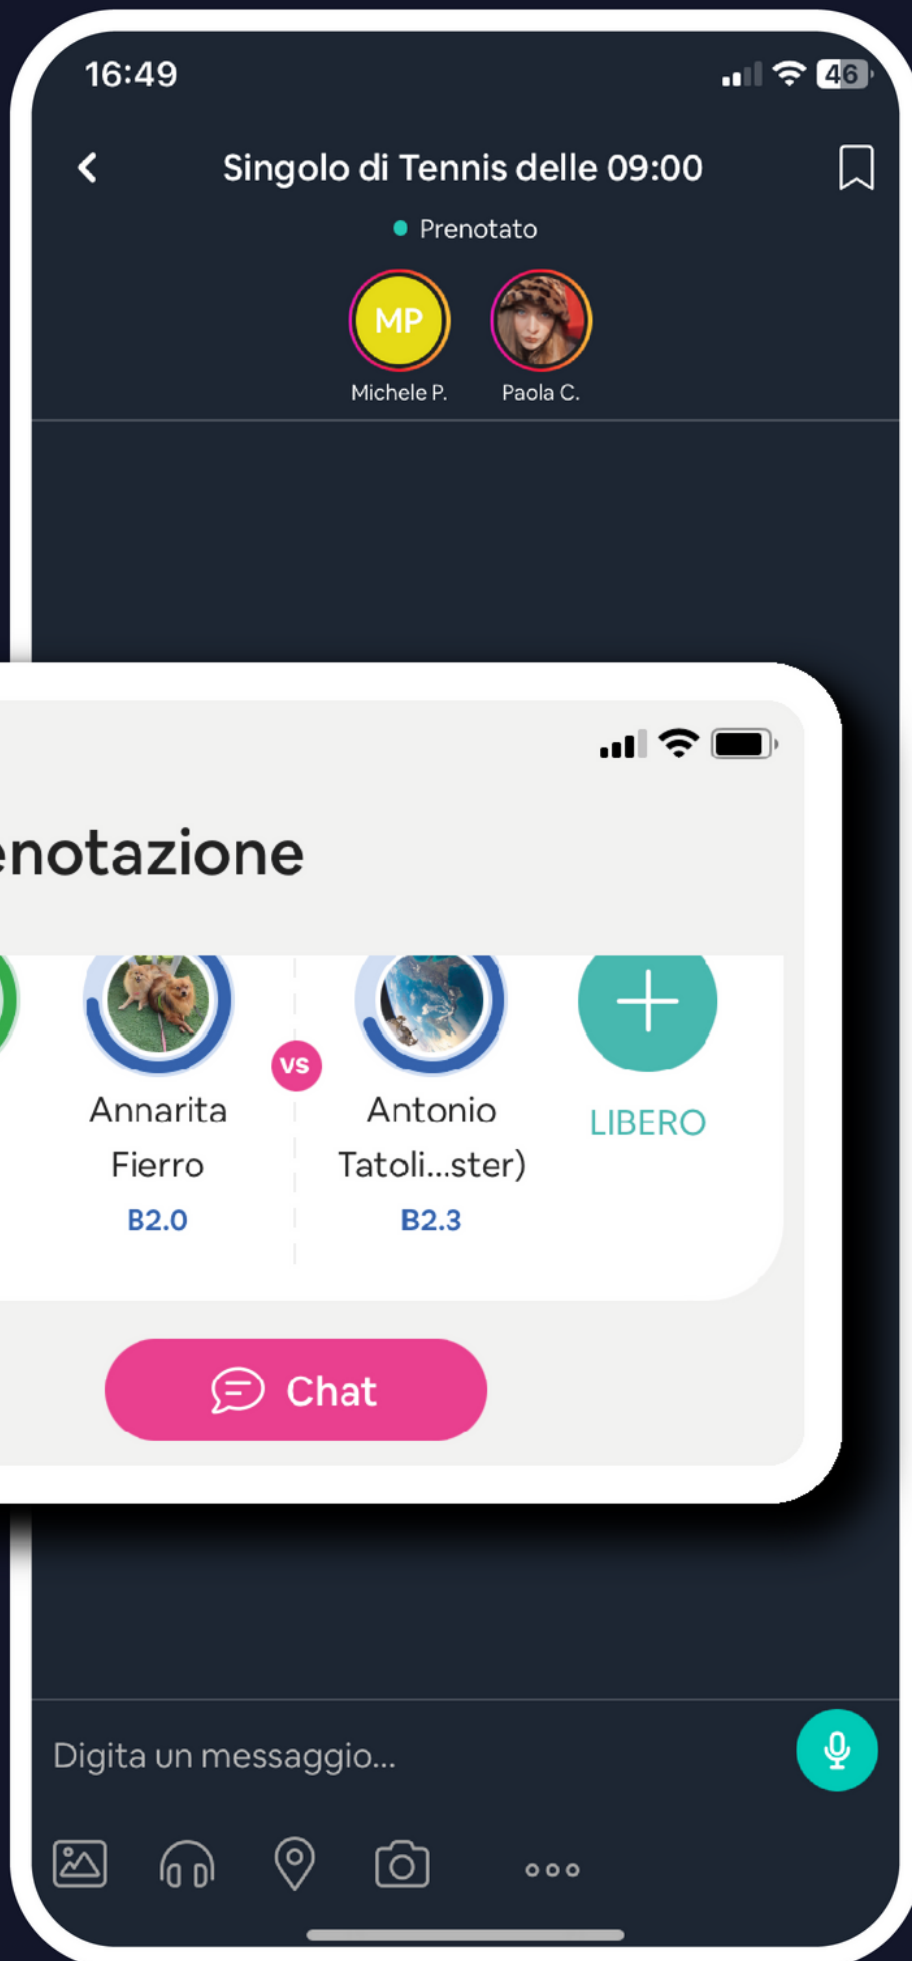 16:49
46
Singolo di Tennis delle 09:00
Prenotato
MP
Michele P.
Paola C.
enotazione
VS
Annarita
Fierro
B2.0
Antonio
Tatoli...ster)
B2.3
LIBERO
Chat
Digita un messaggio...